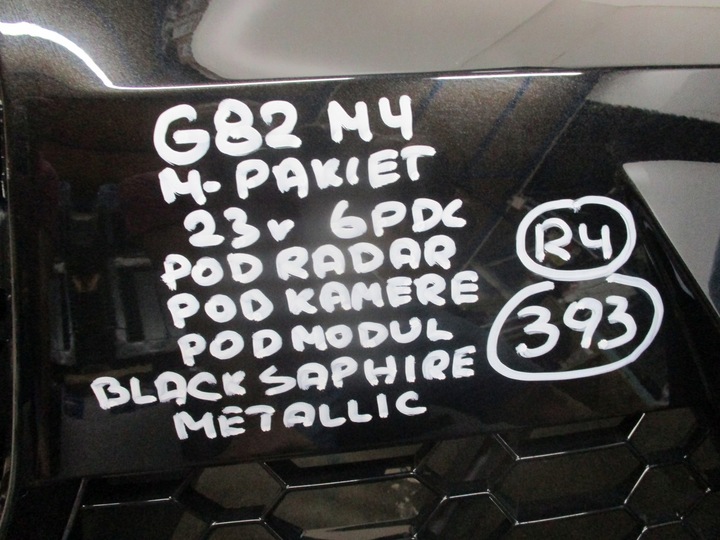 G82 M4
M-PAKIET
23r 6PDC
POD RADAR
POD KAMERE
POD MODUL
BLACK SAPHIRE
METALLIC
R4
393